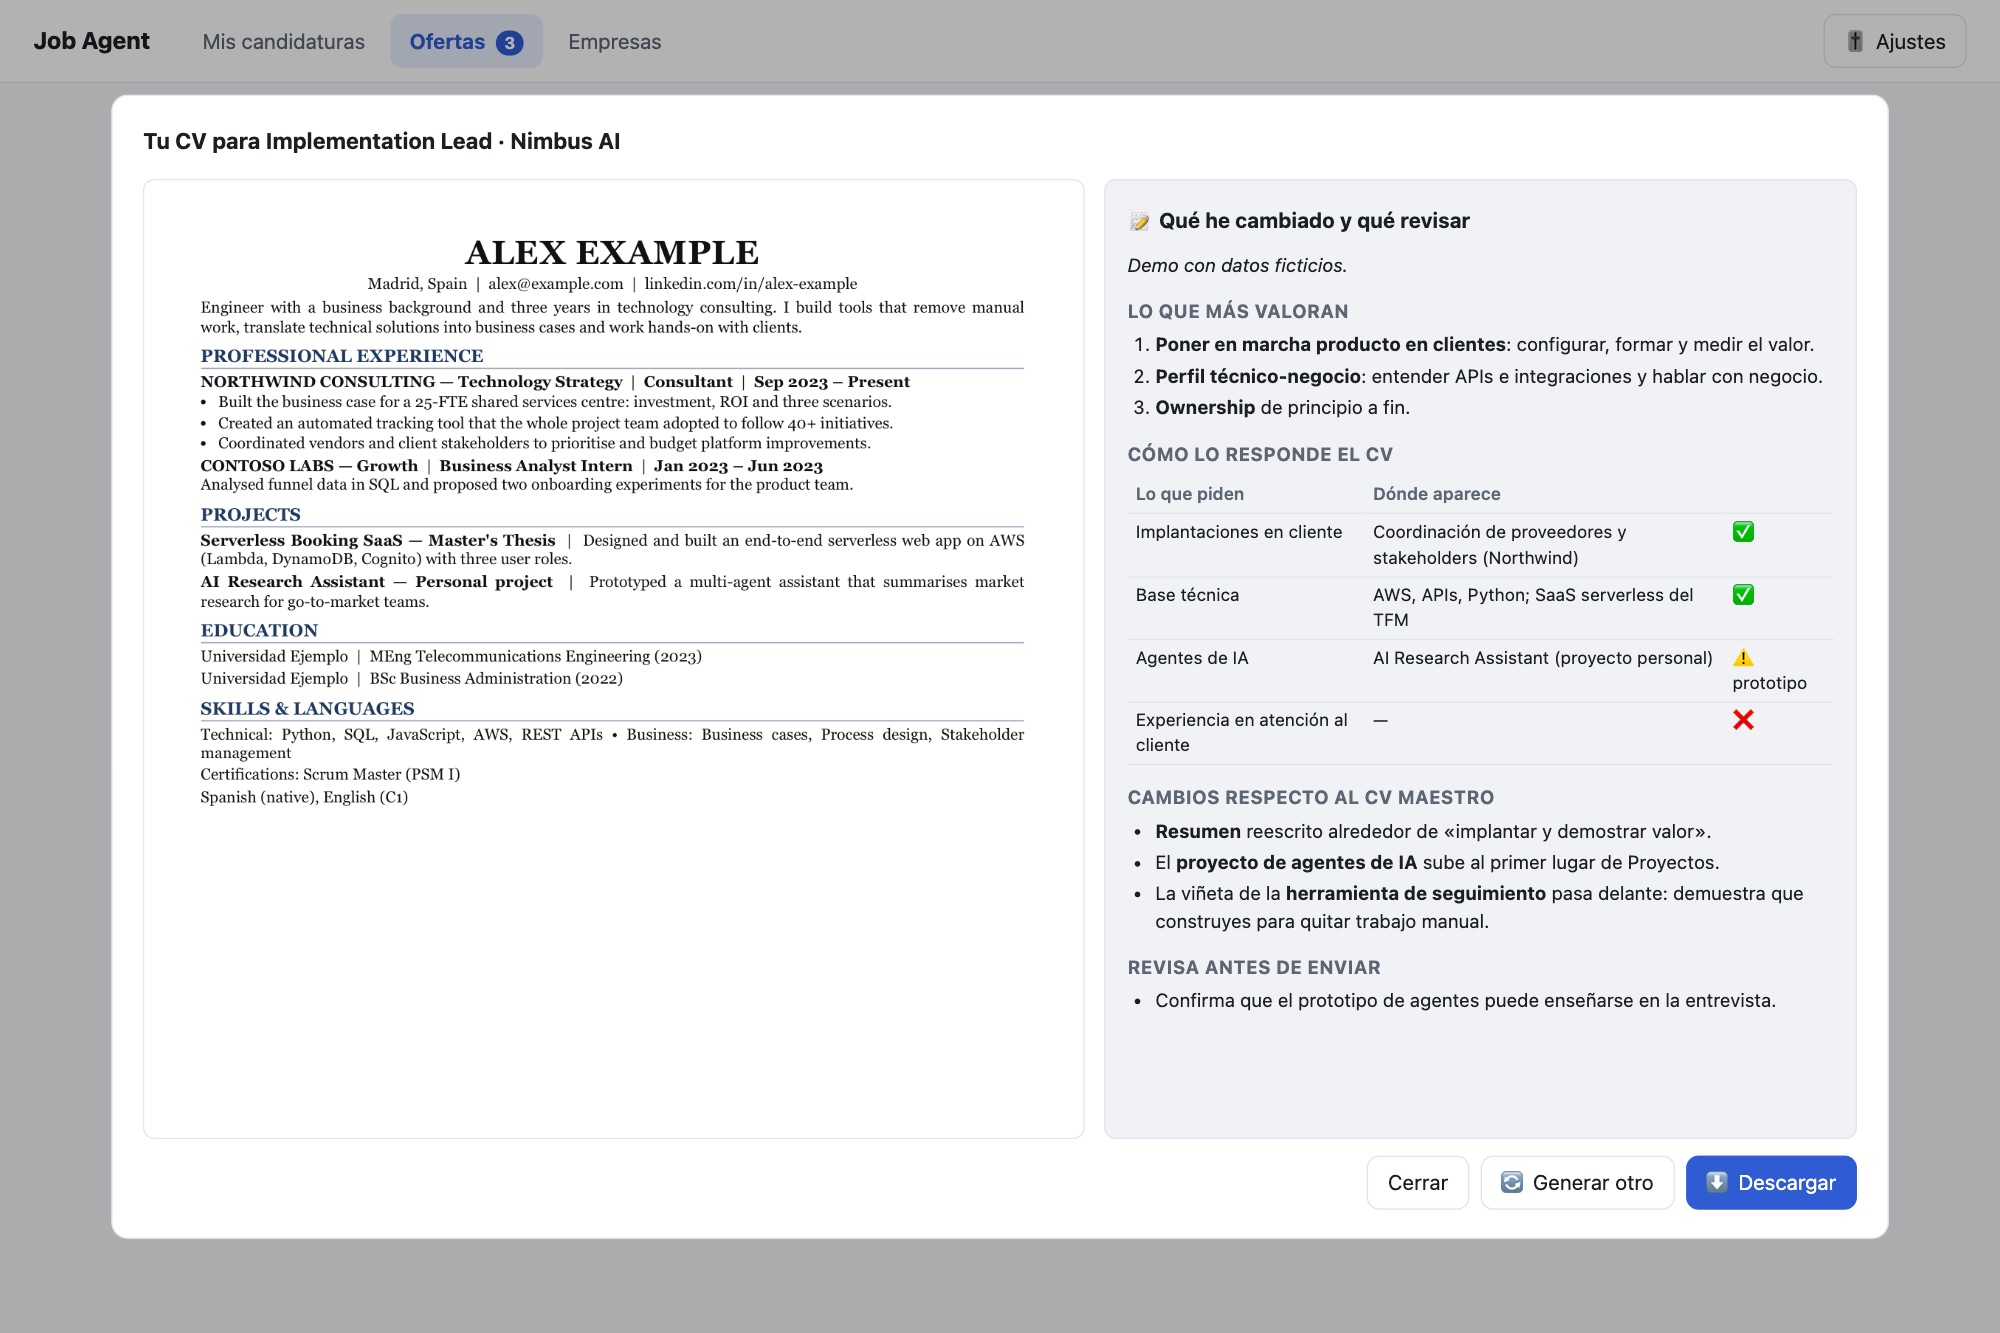 Job Agent
Mis candidaturas
Ofertas 3
Empresas
Ajustes
Tu CV para Implementation Lead · Nimbus AI
ALEX EXAMPLE
Madrid, Spain | alex@example.com | linkedin.com/in/alex-example
Engineer with a business background and three years in technology consulting. I build tools that remove manual
work, translate technical solutions into business cases and work hands-on with clients.
PROFESSIONAL EXPERIENCE
NORTHWIND CONSULTING — Technology Strategy | Consultant | Sep 2023 – Present
• Built the business case for a 25-FTE shared services centre: investment, ROI and three scenarios.
• Created an automated tracking tool that the whole project team adopted to follow 40+ initiatives.
• Coordinated vendors and client stakeholders to prioritise and budget platform improvements.
CONTOSO LABS — Growth | Business Analyst Intern | Jan 2023 – Jun 2023
Analysed funnel data in SQL and proposed two onboarding experiments for the product team.
PROJECTS
Serverless Booking SaaS — Master's Thesis | Designed and built an end-to-end serverless web app on AWS
(Lambda, DynamoDB, Cognito) with three user roles.
AI Research Assistant — Personal project | Prototyped a multi-agent assistant that summarises market
research for go-to-market teams.
EDUCATION
Universidad Ejemplo | MEng Telecommunications Engineering (2023)
Universidad Ejemplo | BSc Business Administration (2022)
SKILLS & LANGUAGES
Technical: Python, SQL, JavaScript, AWS, REST APIs • Business: Business cases, Process design, Stakeholder
management
Certifications: Scrum Master (PSM I)
Spanish (native), English (C1)
📝 Qué he cambiado y qué revisar
Demo con datos ficticios.
LO QUE MÁS VALORAN
1. Poner en marcha producto en clientes: configurar, formar y medir el valor.
2. Perfil técnico-negocio: entender APIs e integraciones y hablar con negocio.
3. Ownership de principio a fin.
CÓMO LO RESPONDE EL CV
Lo que piden
Dónde aparece
Implantaciones en cliente
Coordinación de proveedores y
stakeholders (Northwind)
✅
Base técnica
AWS, APIs, Python; SaaS serverless del
TFM
✅
Agentes de IA
AI Research Assistant (proyecto personal)
⚠️
prototipo
Experiencia en atención al
cliente
—
❌
CAMBIOS RESPECTO AL CV MAESTRO
• Resumen reescrito alrededor de «implantar y demostrar valor».
• El proyecto de agentes de IA sube al primer lugar de Proyectos.
• La viñeta de la herramienta de seguimiento pasa delante: demuestra que
construyes para quitar trabajo manual.
REVISA ANTES DE ENVIAR
• Confirma que el prototipo de agentes puede enseñarse en la entrevista.
Cerrar
🔄 Generar otro
⬇️ Descargar